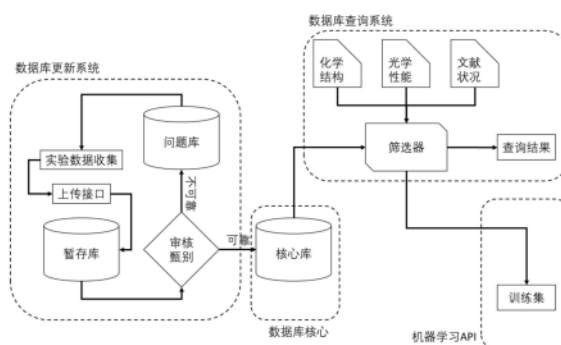 数据库查询系统
化学
结构
光学
性能
文献
状况
数据库更新系统
问题库
实验数据收集
筛选器
查询结果
上传接口
不可靠
暂存库
审核
甄别
可靠
核心库
训练集
数据库核心
机器学习API